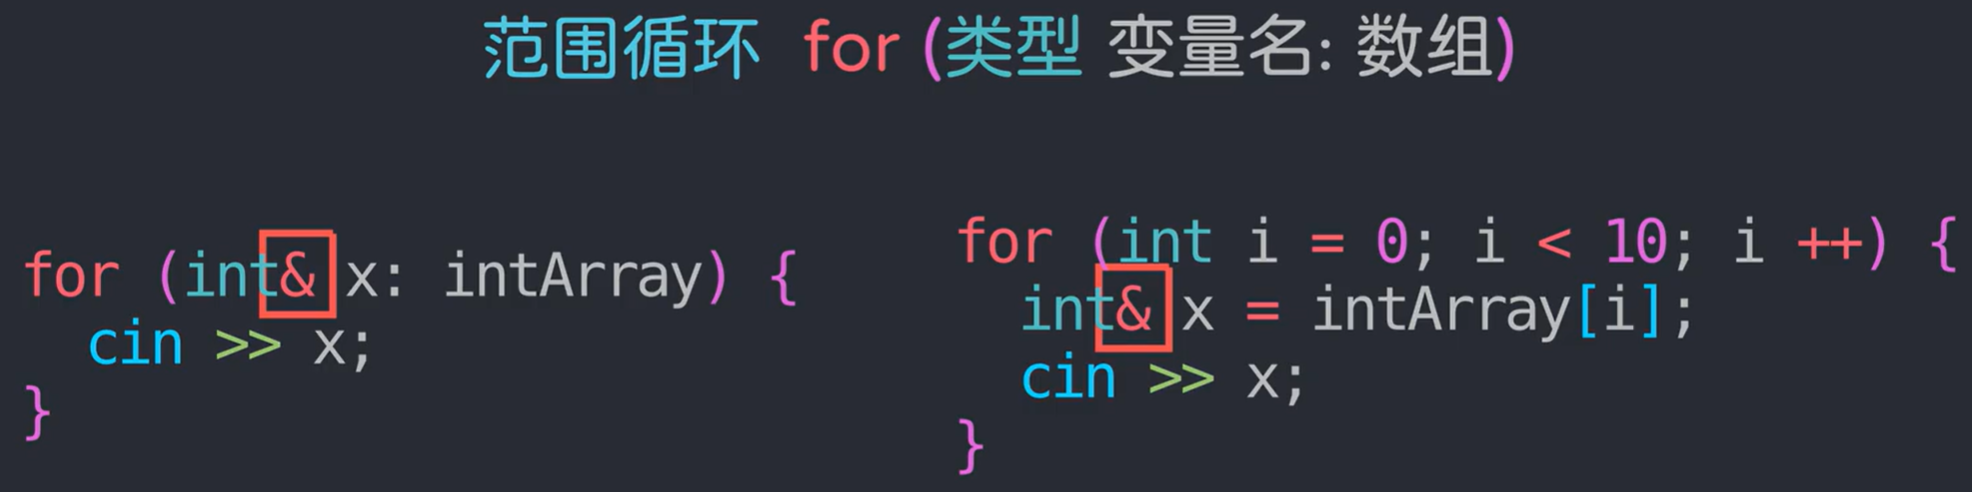 范围循环 for (类型 变量名: 数组)
for (int& x: intArray) {
  cin >> x;
}
for (int i = 0; i < 10; i ++) {
  int& x = intArray[i];
  cin >> x;
}